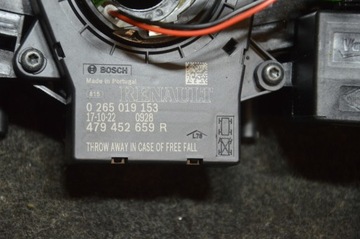 BOSCH
Made in Portugal
RENAULT
0 265 019 153
17-10-22 0928
479 452 659 R
THROW AWAY IN CASE OF FREE FALL